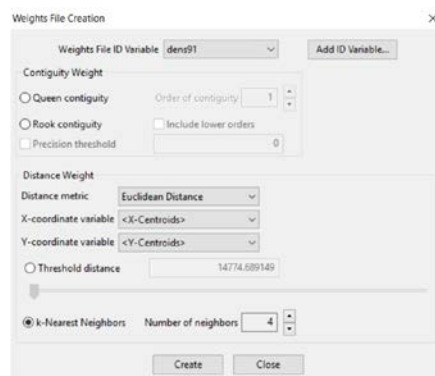 Weights File Creation
Weights File ID Variable dens91 Add ID Variable...
Contiguity Weight
Queen contiguity Order of contiguity 1
Rook contiguity Include lower orders
Precision threshold 0
Distance Weight
Distance metric Euclidean Distance
X-coordinate variable <X-Centroids>
Y-coordinate variable <Y-Centroids>
Threshold distance 14774.689149
k-Nearest Neighbors Number of neighbors 4
Create Close